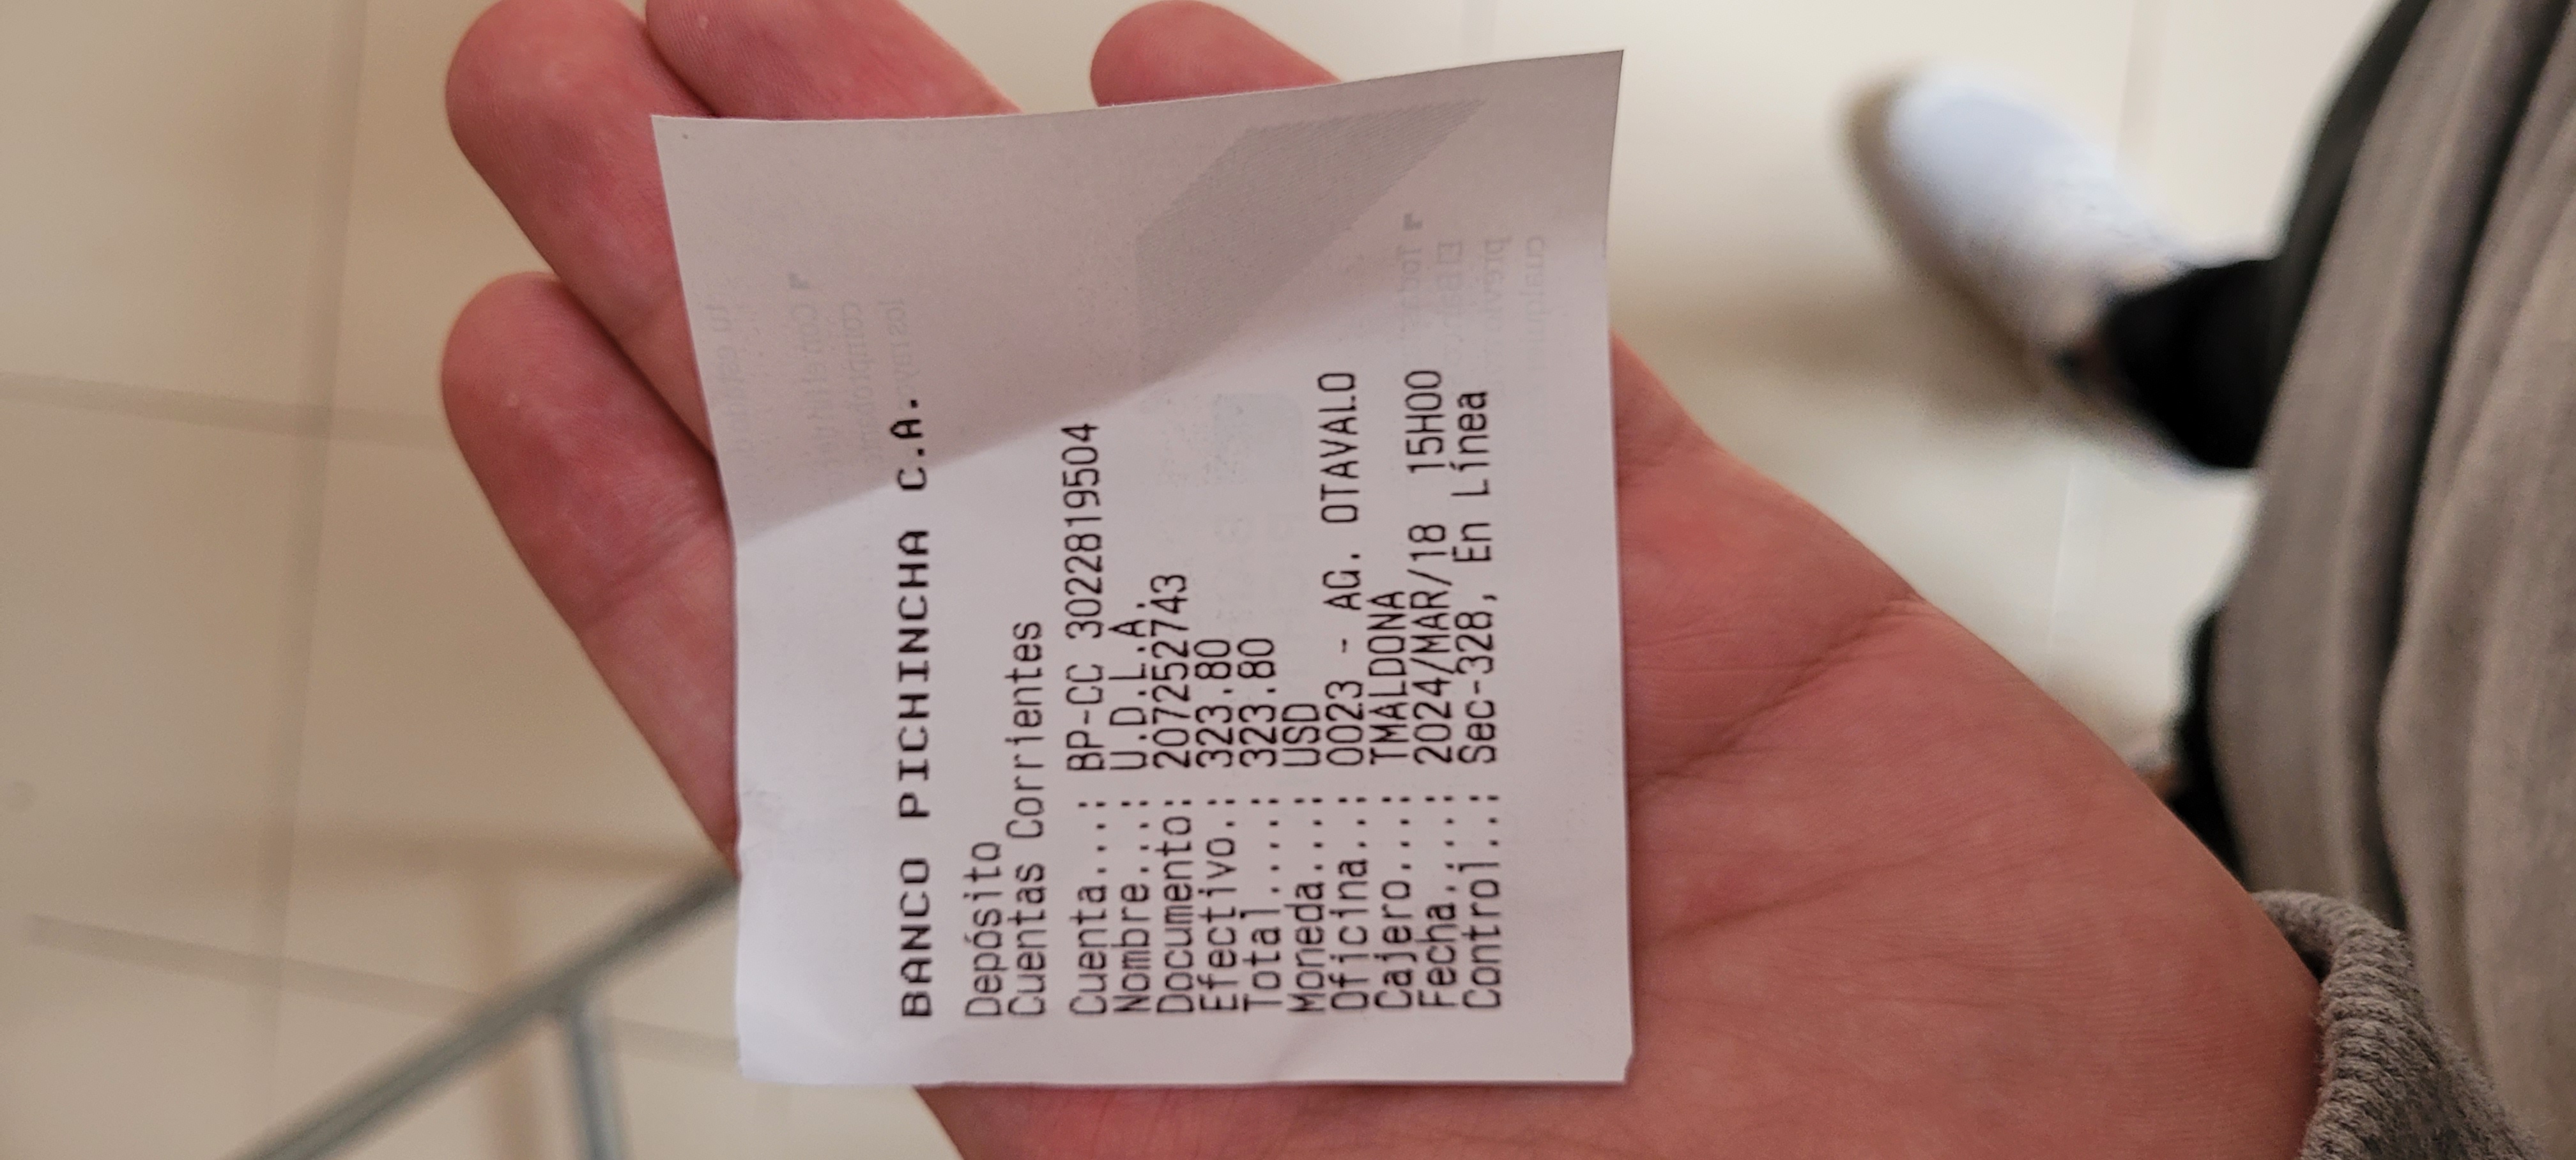 BANCO PICHINCHA C.A.
Depósito
Cuentas Corrientes
Cuenta....: BP-CC 3022819504
Nombre....: U.D.L.A.
Documento: 2072527743
Efectivo..: 323.80
Total.....: 323.80
Moneda....: USD
Oficina...: 0023 - AG. OTAVALO
Cajero....: TMALDONA
Fecha.....: 2024/MAR/18 15H00
Control..: Sec-328, En Línea